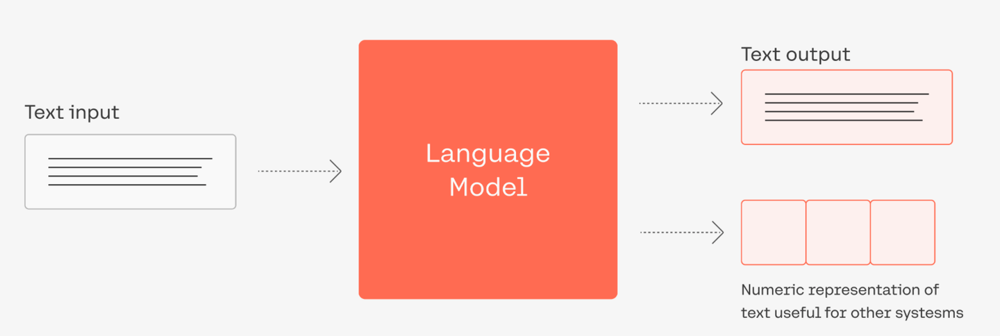 Text input
Language
Model
Text output
Numeric representation of
text useful for other systesms